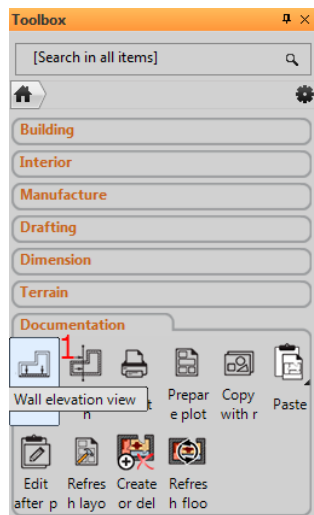 Toolbox
[Search in all items]
Building
Interior
Manufacture
Drafting
Dimension
Terrain
Documentation
1
Wall elevation view
n
t
Prepar
e plot
Copy
with r
Paste
Edit
after p
Refres
h layo
Create
or del
Refres
h floo